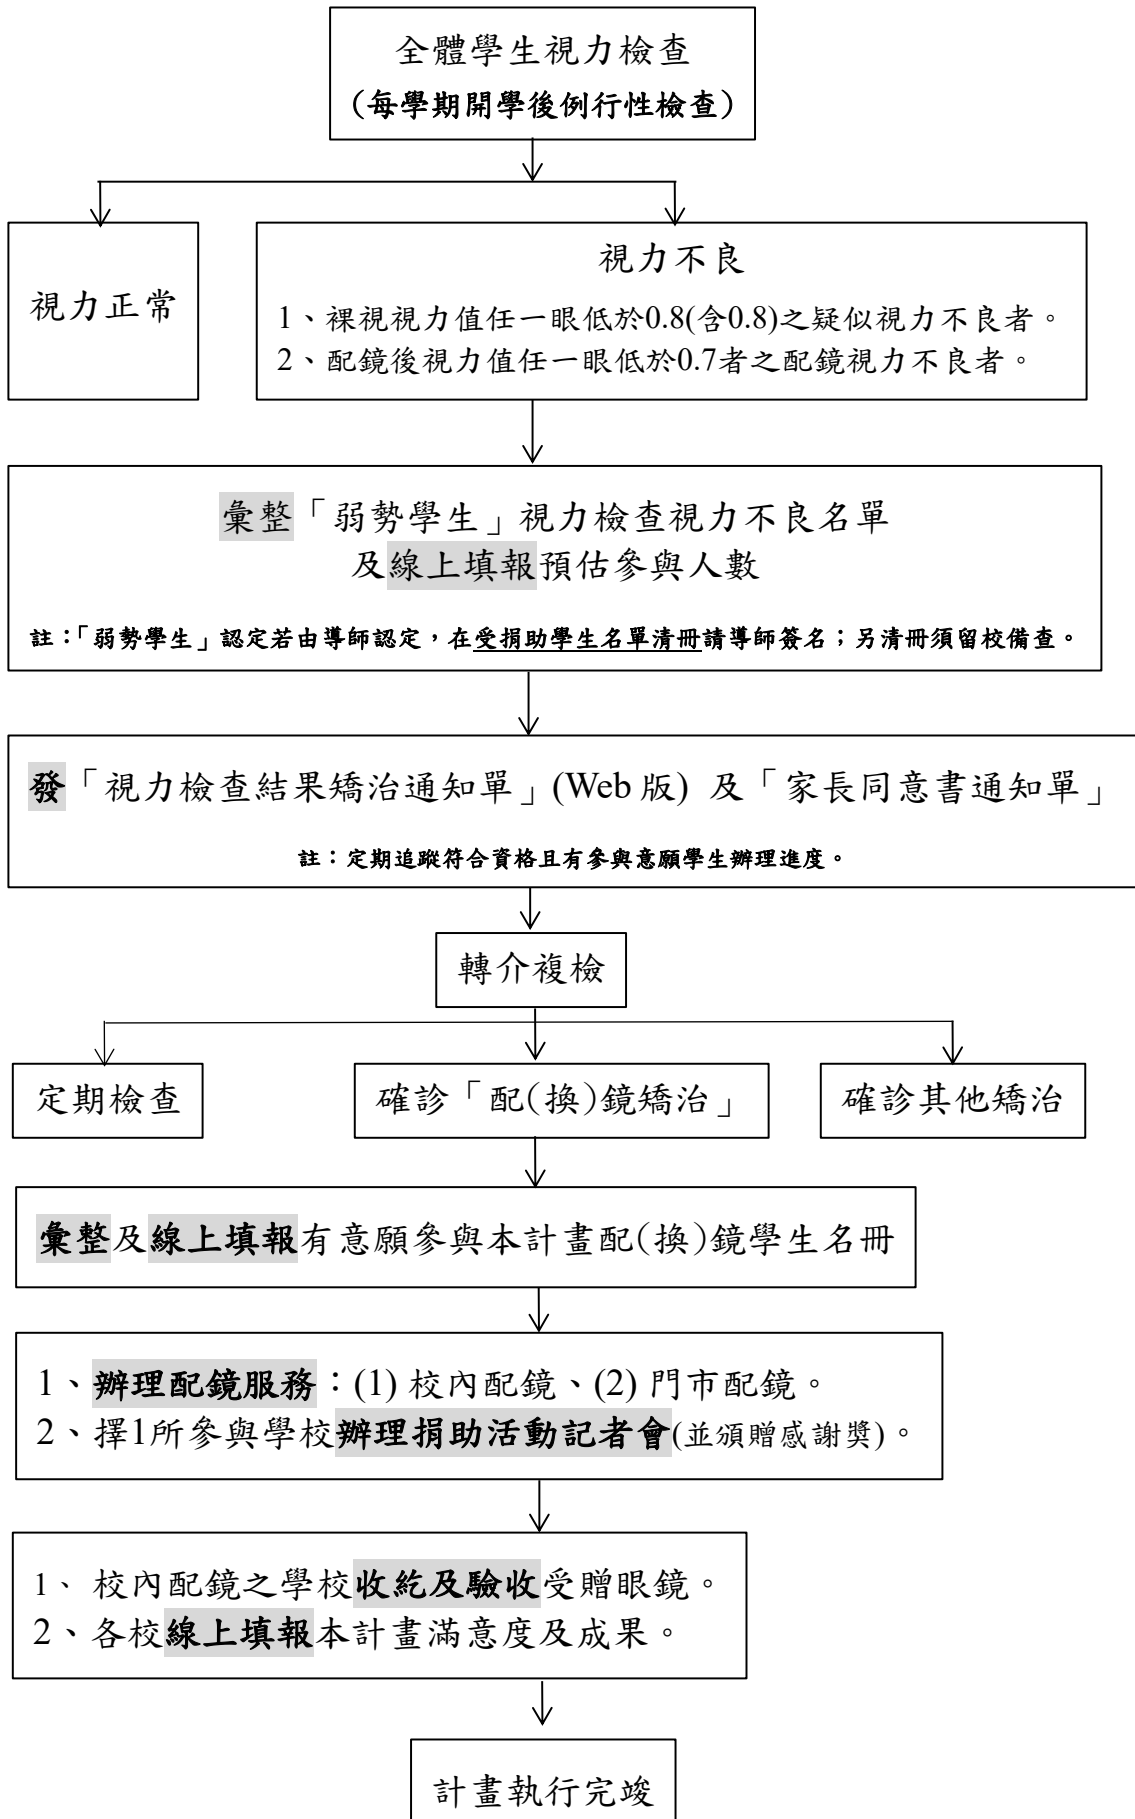 全體學生視力檢查
(每學期開學後例行性檢查)
視力正常
視力不良
1、裸視視力值任一眼低於0.8(含0.8)之疑似視力不良者。
2、配鏡後視力值任一眼低於0.7者之配鏡視力不良者。
彙整「弱勢學生」視力檢查視力不良名單
及線上填報預估參與人數
註：「弱勢學生」認定若由導師認定，在受捐助學生名單清冊請導師簽名；另清冊須留校備查。
發「視力檢查結果矯治通知單」(Web 版) 及「家長同意書通知單」
註：定期追蹤符合資格且有參與意願學生辦理進度。
轉介複檢
定期檢查
確診「配(換)鏡矯治」
確診其他矯治
彙整及線上填報有意願參與本計畫配(換)鏡學生名冊
1、辦理配鏡服務：(1) 校內配鏡、(2) 門市配鏡。
2、擇1所參與學校辦理捐助活動記者會(並頒贈感謝獎)。
1、 校內配鏡之學校收訖及驗收受贈眼鏡。
2、各校線上填報本計畫滿意度及成果。
計畫執行完竣